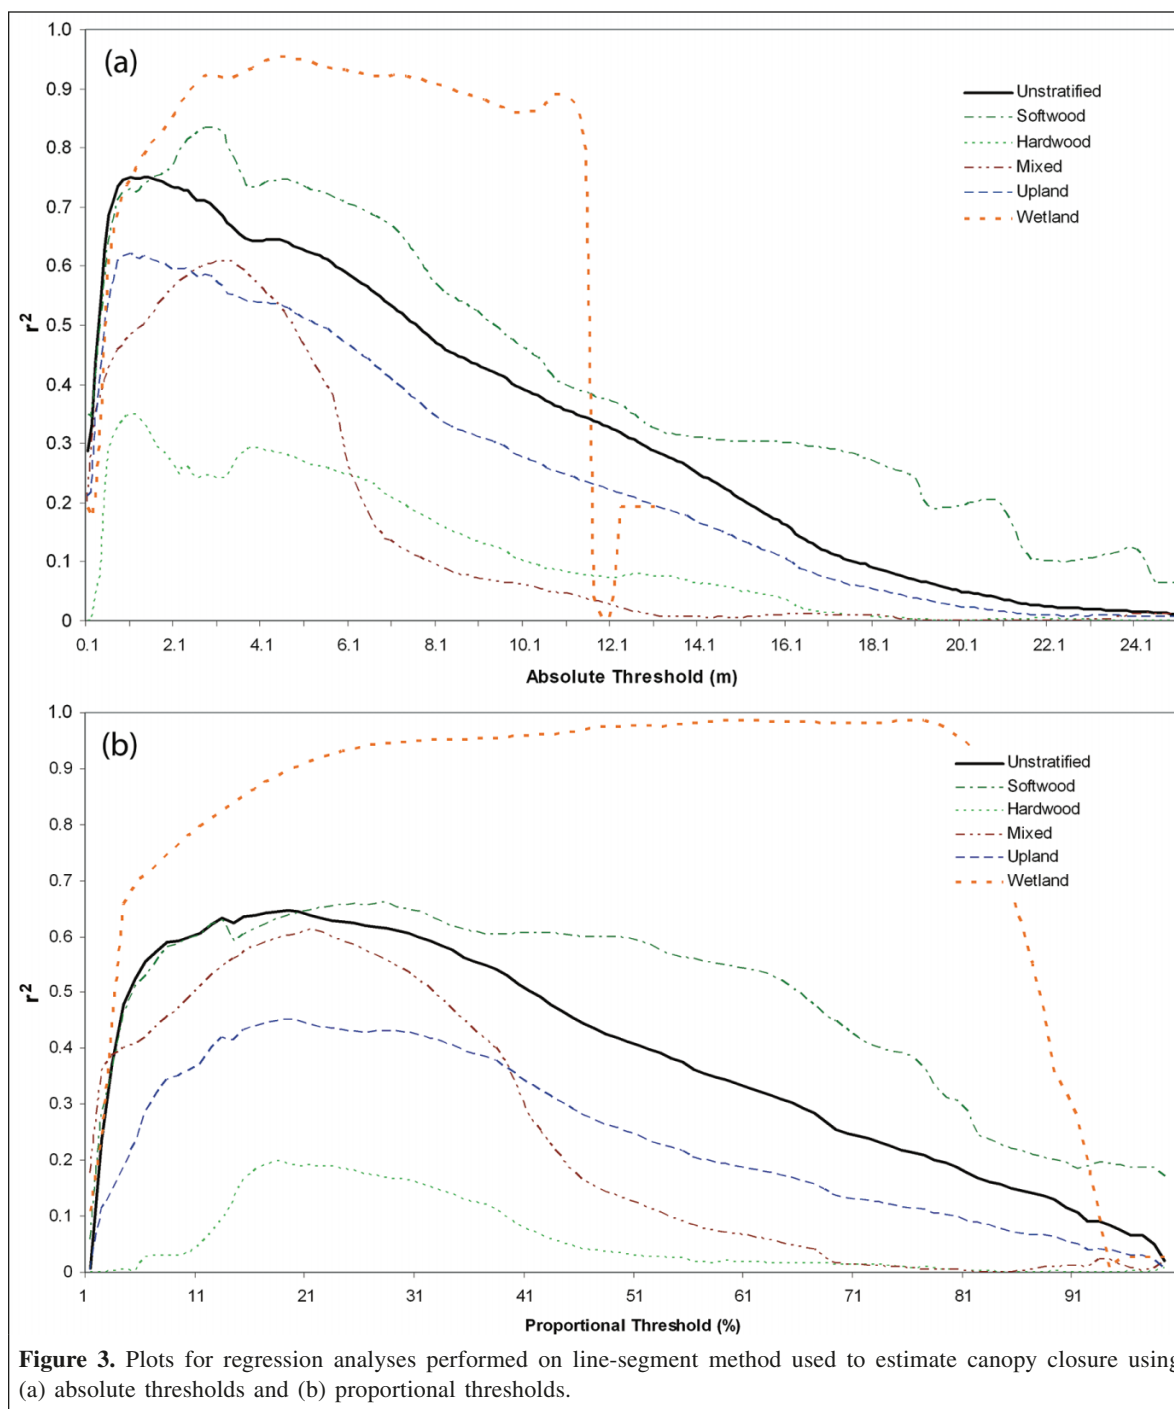 (a)
1.0
0.9
0.8
0.7
0.6
0.5
0.4
0.3
0.2
0.1
0
r²
Unstratified
Softwood
Hardwood
Mixed
Upland
Wetland
0.1 2.1 4.1 6.1 8.1 10.1 12.1 14.1 16.1 18.1 20.1 22.1 24.1
Absolute Threshold (m)
(b)
1.0
0.9
0.8
0.7
0.6
0.5
0.4
0.3
0.2
0.1
0
r²
Unstratified
Softwood
Hardwood
Mixed
Upland
Wetland
1 11 21 31 41 51 61 71 81 91
Proportional Threshold (%)
Figure 3. Plots for regression analyses performed on line-segment method used to estimate canopy closure using
(a) absolute thresholds and (b) proportional thresholds.